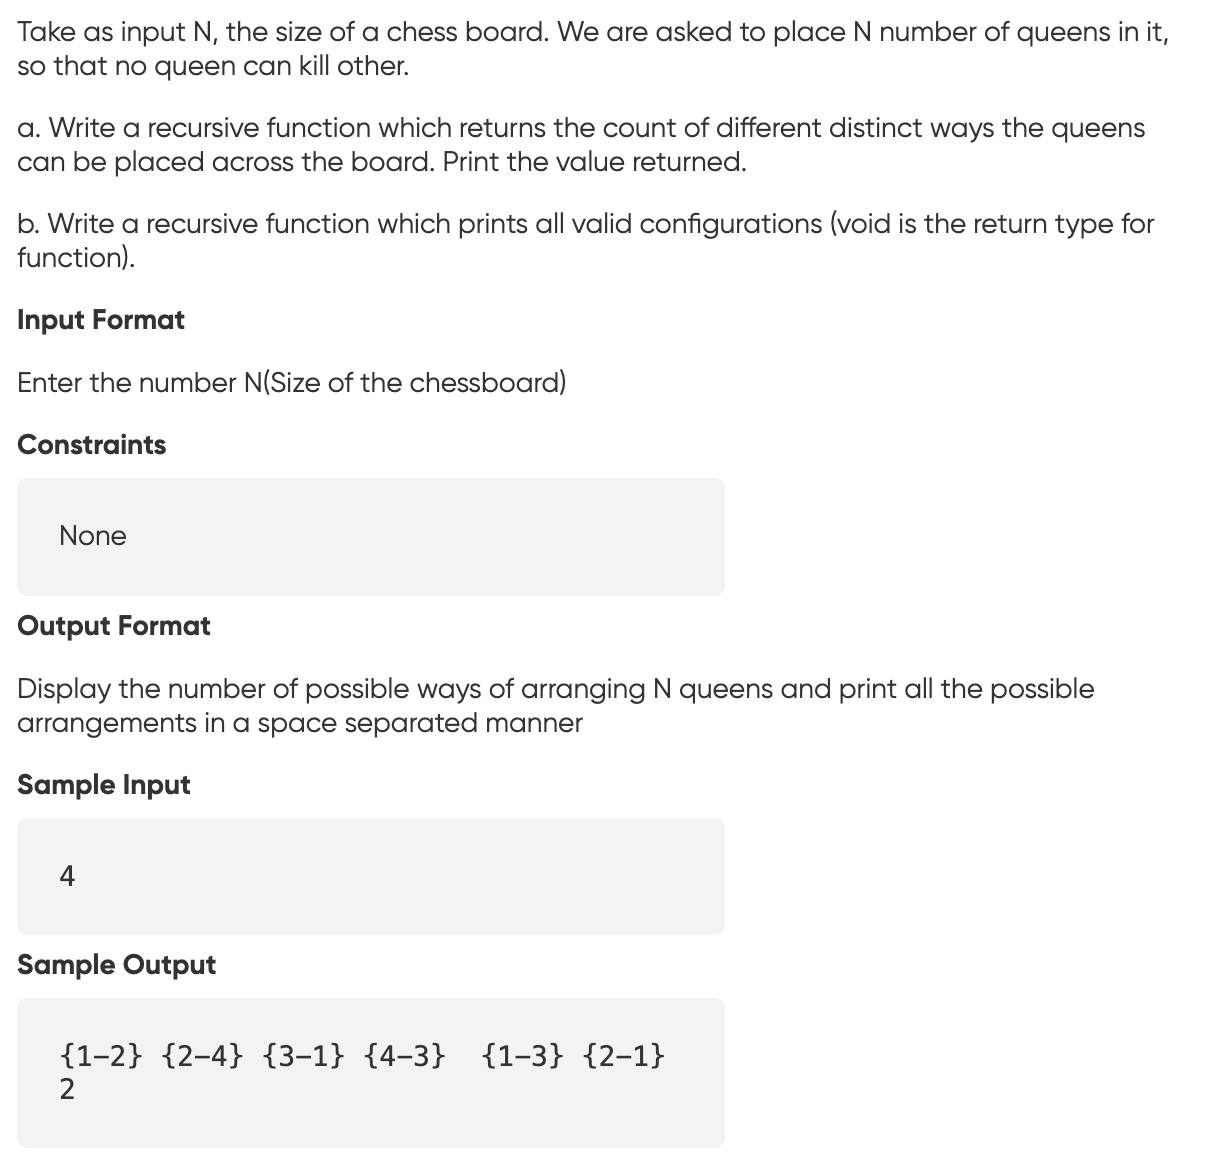 Take as input N, the size of a chess board. We are asked to place N number of queens in it,
so that no queen can kill other.
a. Write a recursive function which returns the count of different distinct ways the queens
can be placed across the board. Print the value returned.
b. Write a recursive function which prints all valid configurations (void is the return type for
function).
Input Format
Enter the number N(Size of the chessboard)
Constraints
None
Output Format
Display the number of possible ways of arranging N queens and print all the possible
arrangements in a space separated manner
Sample Input
4
Sample Output
{1-2} {2-4} {3-1} {4-3}  {1-3} {2-1}
2